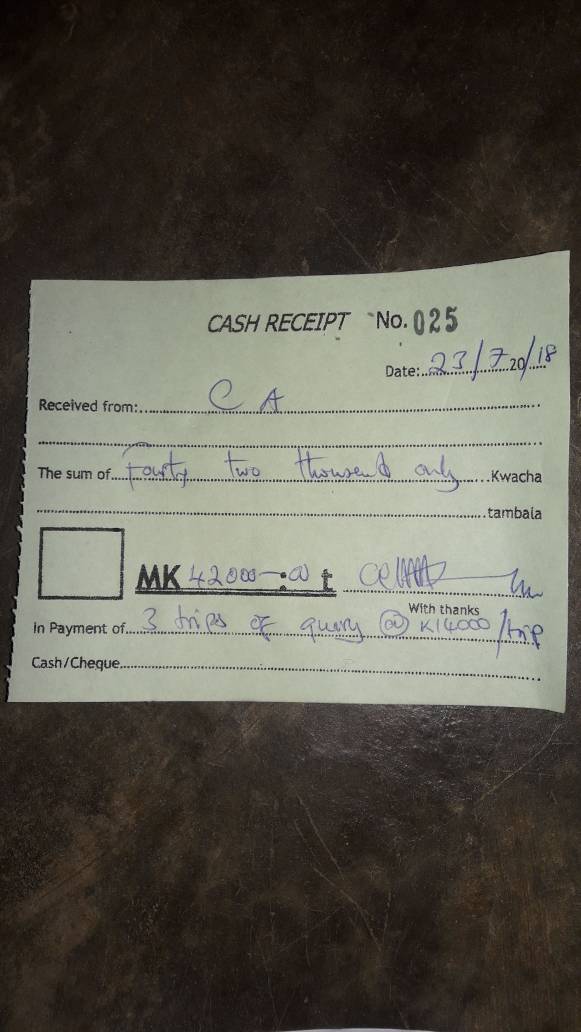 CASH RECEIPT No. 025
Date: 23/7 20/18
Received from: C A
The sum of Fourty two thousand only Kwacha
tambala
MK 42000-:00 t
With thanks
in Payment of 3 trips of quary @ K14000/trip
Cash/Cheque